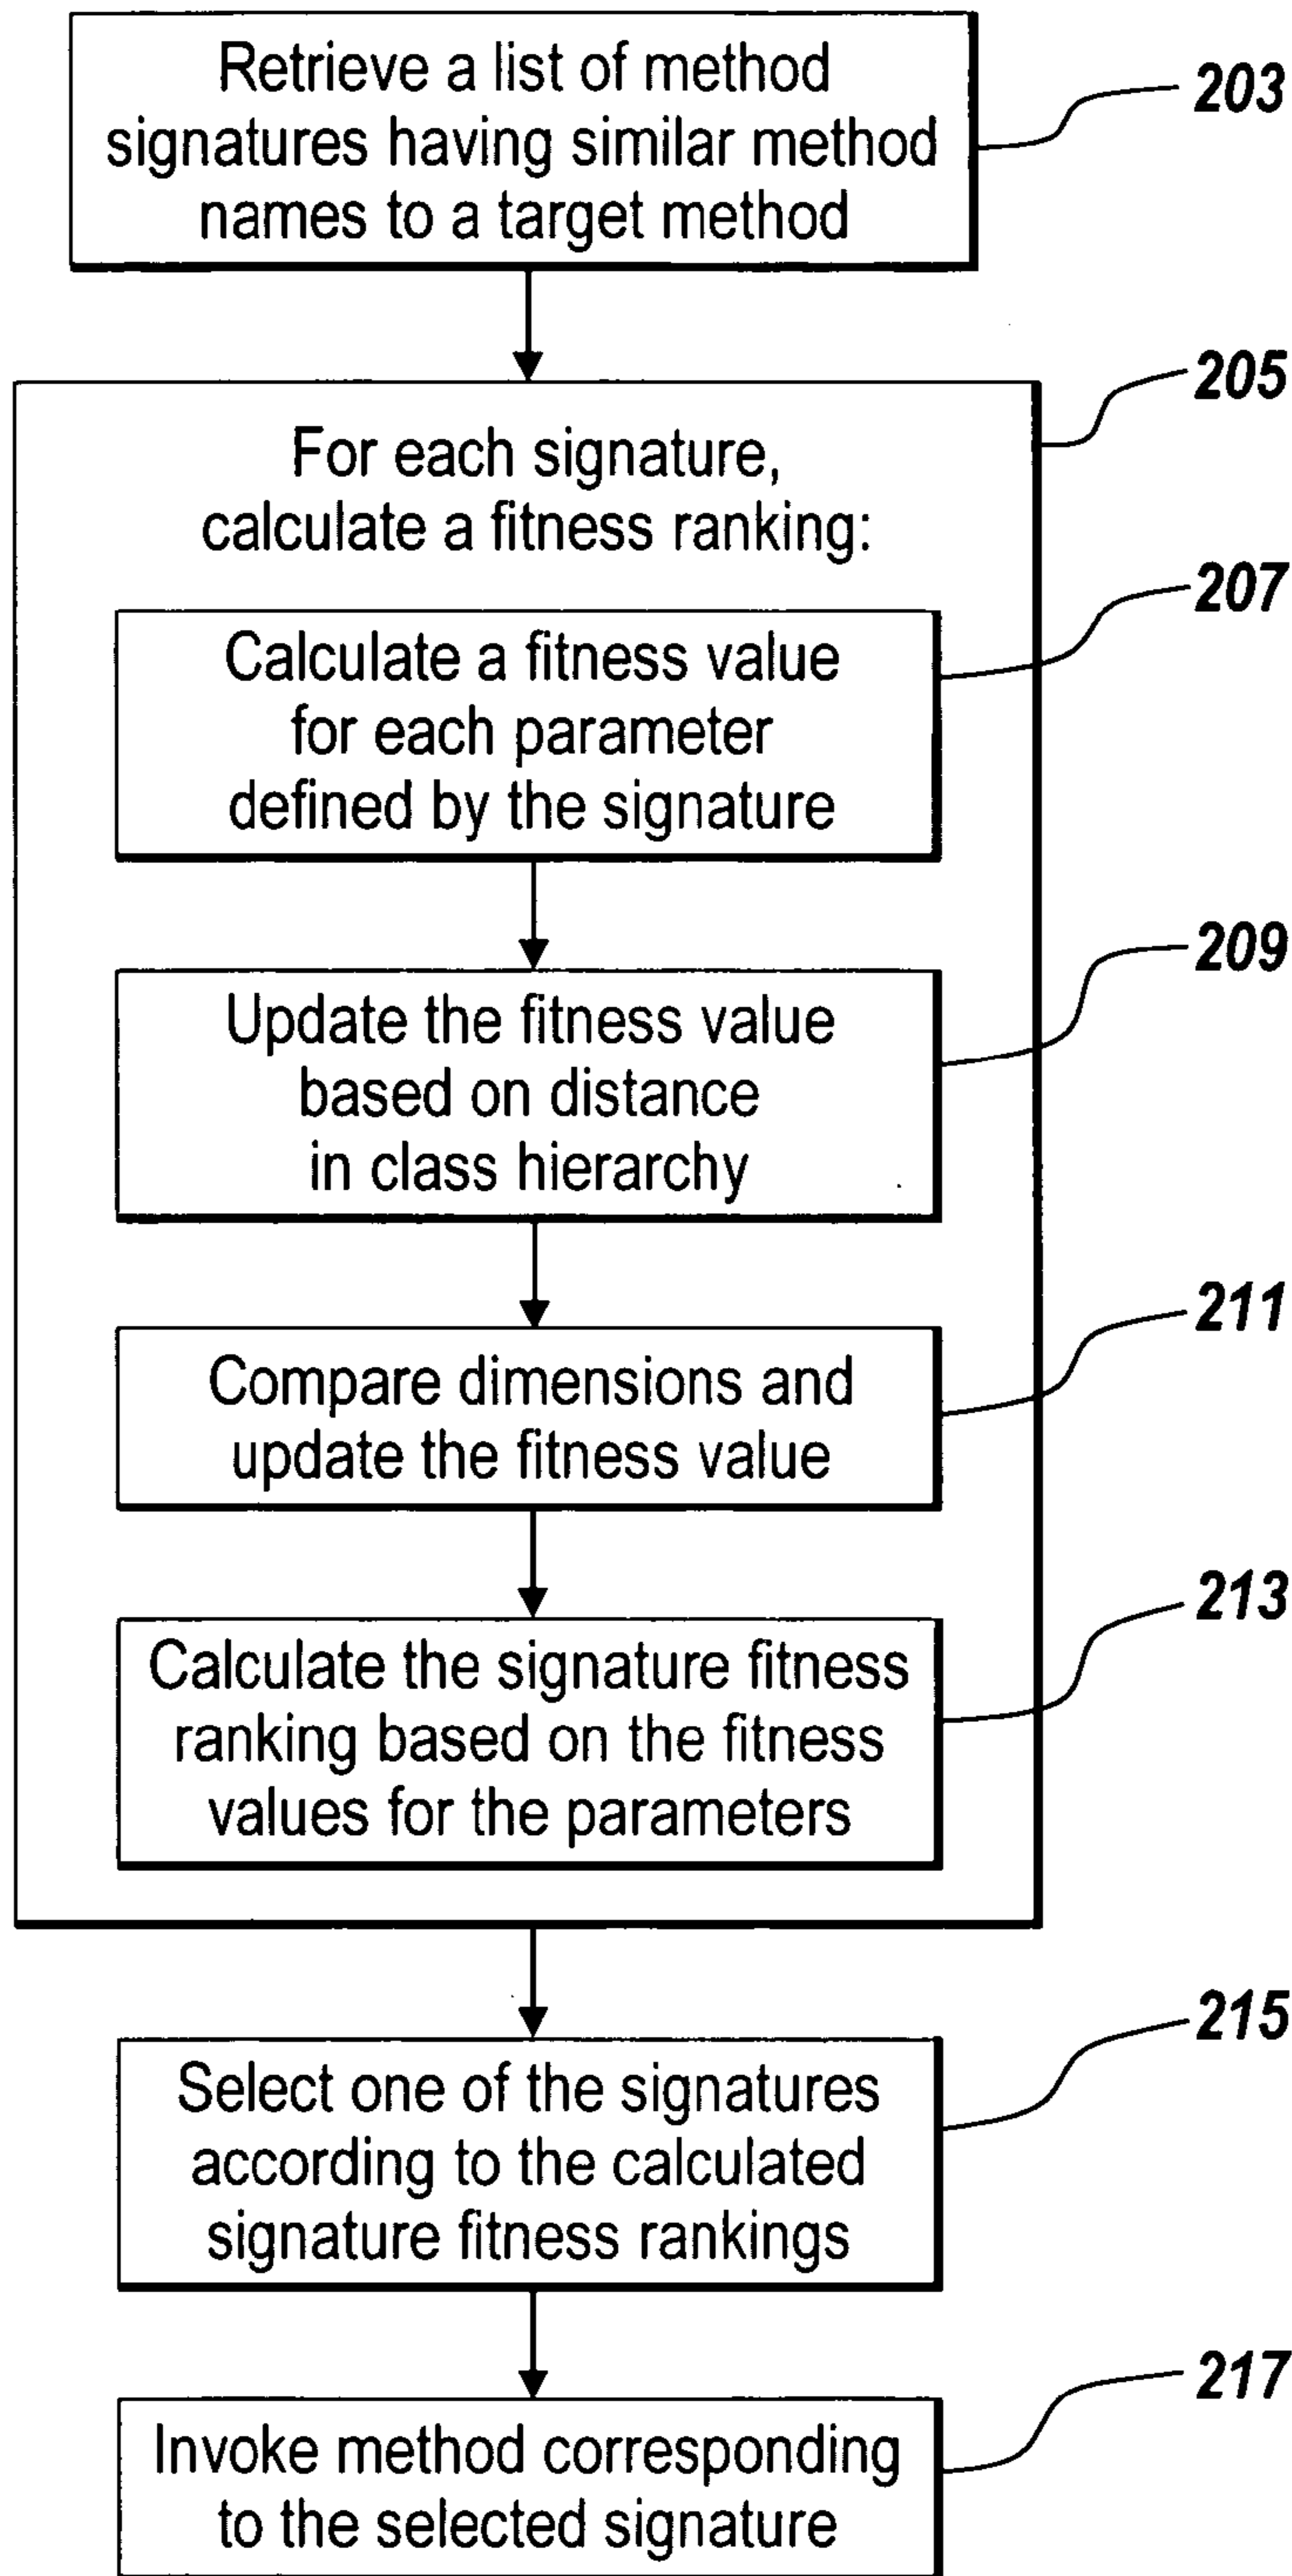 Retrieve a list of method
signatures having similar method
names to a target method
203
205
For each signature,
calculate a fitness ranking:
207
Calculate a fitness value
for each parameter
defined by the signature
209
Update the fitness value
based on distance
in class hierarchy
211
Compare dimensions and
update the fitness value
213
Calculate the signature fitness
ranking based on the fitness
values for the parameters
215
Select one of the signatures
according to the calculated
signature fitness rankings
217
Invoke method corresponding
to the selected signature